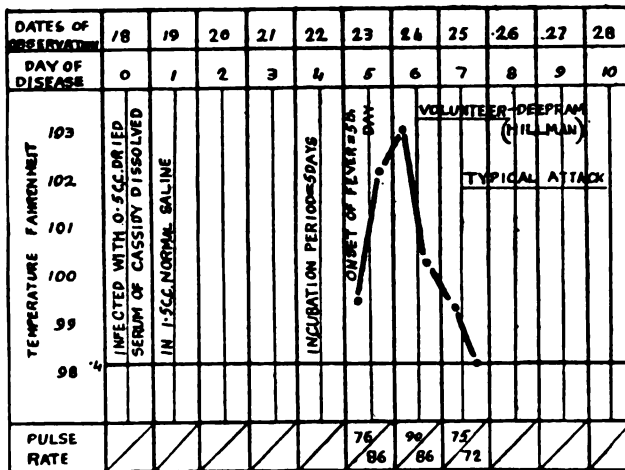 DATES OF OBSERVATION 18 19 20 21 22 23 24 25 .26 .27 28
DAY OF DISEASE 0 1 2 3 4 5 6 7 8 9 10
TEMPERATURE FAHRENHEIT
103
102
101
100
99
98 .4
INFECTED WITH 0.5CC. DRIED
SERUM OF CASSIDY DISSOLVED
IN 1.5CC. NORMAL SALINE
INCUBATION PERIOD=5DAYS
ONSET OF FEVER=5th
DAY
VOLUNTEER-DEEPRAM
(HILLMAN)
TYPICAL ATTACK
PULSE RATE 76 86 90 86 75 72